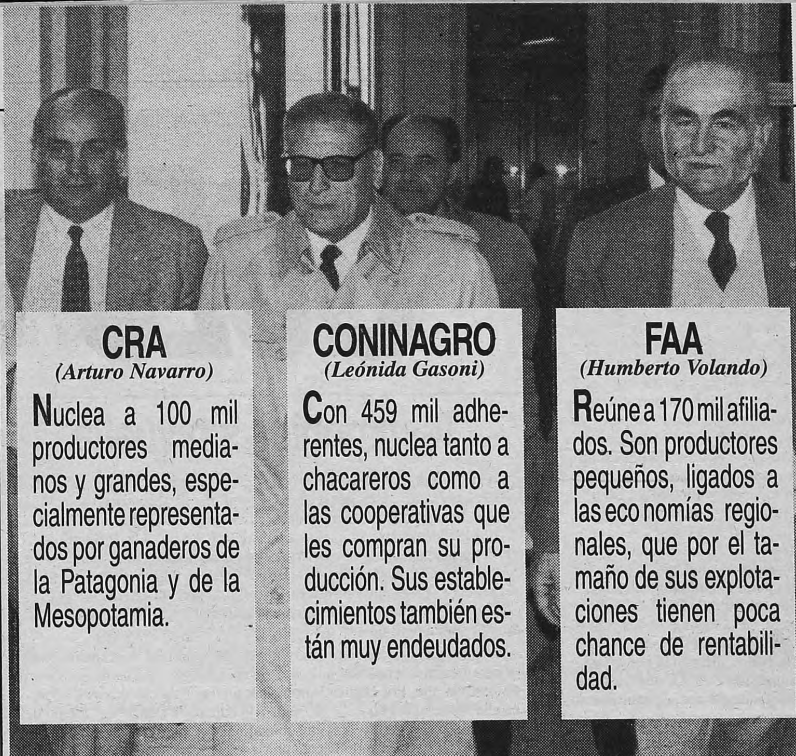 CRA
(Arturo Navarro)
Nuclea a 100 mil
productores media-
nos y grandes, espe-
cialmente representa-
dos por ganaderos de
la Patagonia y de la
Mesopotamia.
CONINAGRO
(Leónida Gasoni)
Con 459 mil adhe-
rentes, nuclea tanto a
chacareros como a
las cooperativas que
les compran su pro-
ducción. Sus estable-
cimientos también es-
tán muy endeudados.
FAA
(Humberto Volando)
Reúne a 170 mil afilia-
dos. Son productores
pequeños, ligados a
las eco nomías regio-
nales, que por el ta-
maño de sus explota-
ciones tienen poca
chance de rentabili-
dad.